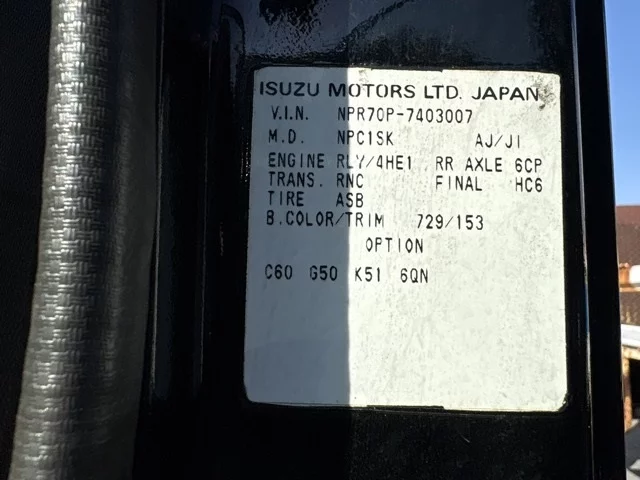 ISUZU MOTORS LTD. JAPAN
V.I.N. NPR70P-7403007
M.D. NPC1SK AJ/JI
ENGINE RLY/4HE1 RR AXLE 6CP
TRANS. RNC FINAL HC6
TIRE ASB
B.COLOR/TRIM 729/153
OPTION
C60 G50 K51 6QN